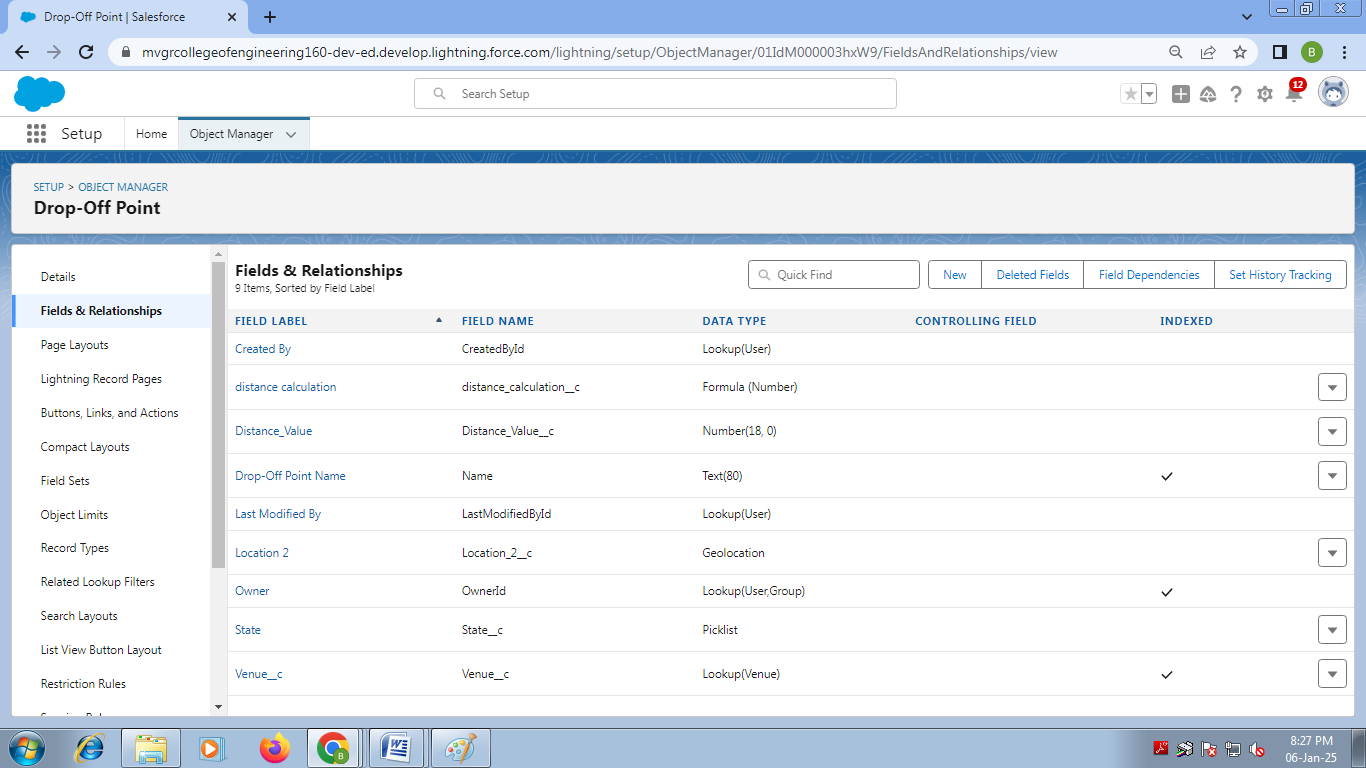 Drop-Off Point | Salesforce
mvgrcollegeofengineering160-dev-ed.develop.lightning.force.com/lightning/setup/ObjectManager/01IdM000003hxW9/FieldsAndRelationships/view
B
Search Setup
12
Setup
Home
Object Manager
SETUP > OBJECT MANAGER
Drop-Off Point
Details
Fields & Relationships
Page Layouts
Lightning Record Pages
Buttons, Links, and Actions
Compact Layouts
Field Sets
Object Limits
Record Types
Related Lookup Filters
Search Layouts
List View Button Layout
Restriction Rules
Fields & Relationships
9 Items, Sorted by Field Label
Quick Find
New
Deleted Fields
Field Dependencies
Set History Tracking
FIELD LABEL FIELD NAME DATA TYPE CONTROLLING FIELD INDEXED
Created By CreatedById Lookup(User)
distance calculation distance_calculation__c Formula (Number)
Distance_Value Distance_Value__c Number(18, 0)
Drop-Off Point Name Name Text(80)
Last Modified By LastModifiedById Lookup(User)
Location 2 Location_2__c Geolocation
Owner OwnerId Lookup(User,Group)
State State__c Picklist
Venue__c Venue__c Lookup(Venue)
B
8:27 PM
06-Jan-25